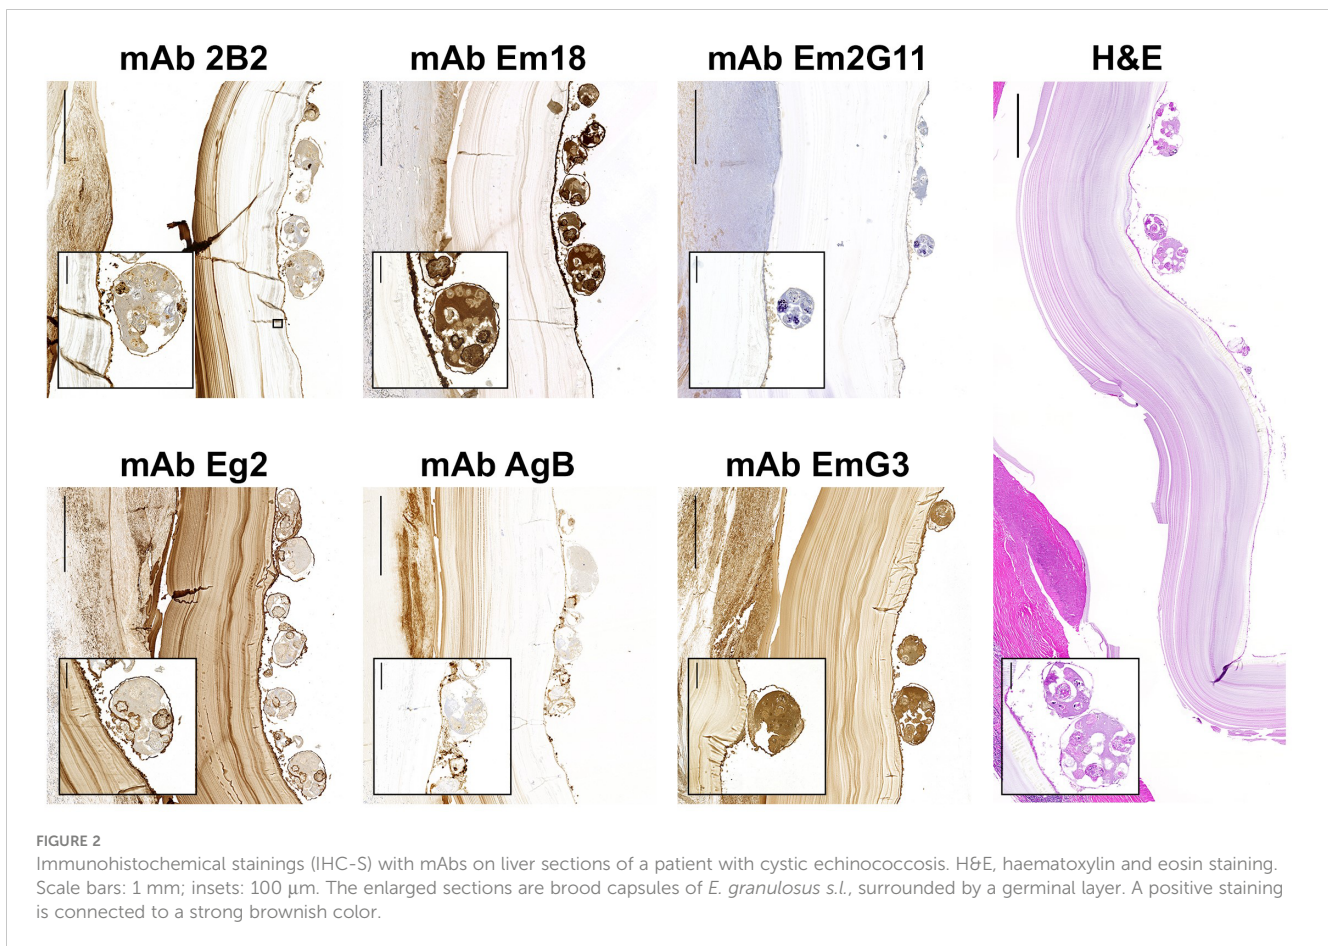 mAb 2B2
mAb Em18
mAb Em2G11
H&E
mAb Eg2
mAb AgB
mAb EmG3
FIGURE 2
Immunohistochemical stainings (IHC-S) with mAbs on liver sections of a patient with cystic echinococcosis. H&E, haematoxylin and eosin staining.
Scale bars: 1 mm; insets: 100 μm. The enlarged sections are brood capsules of E. granulosus s.l., surrounded by a germinal layer. A positive staining
is connected to a strong brownish color.